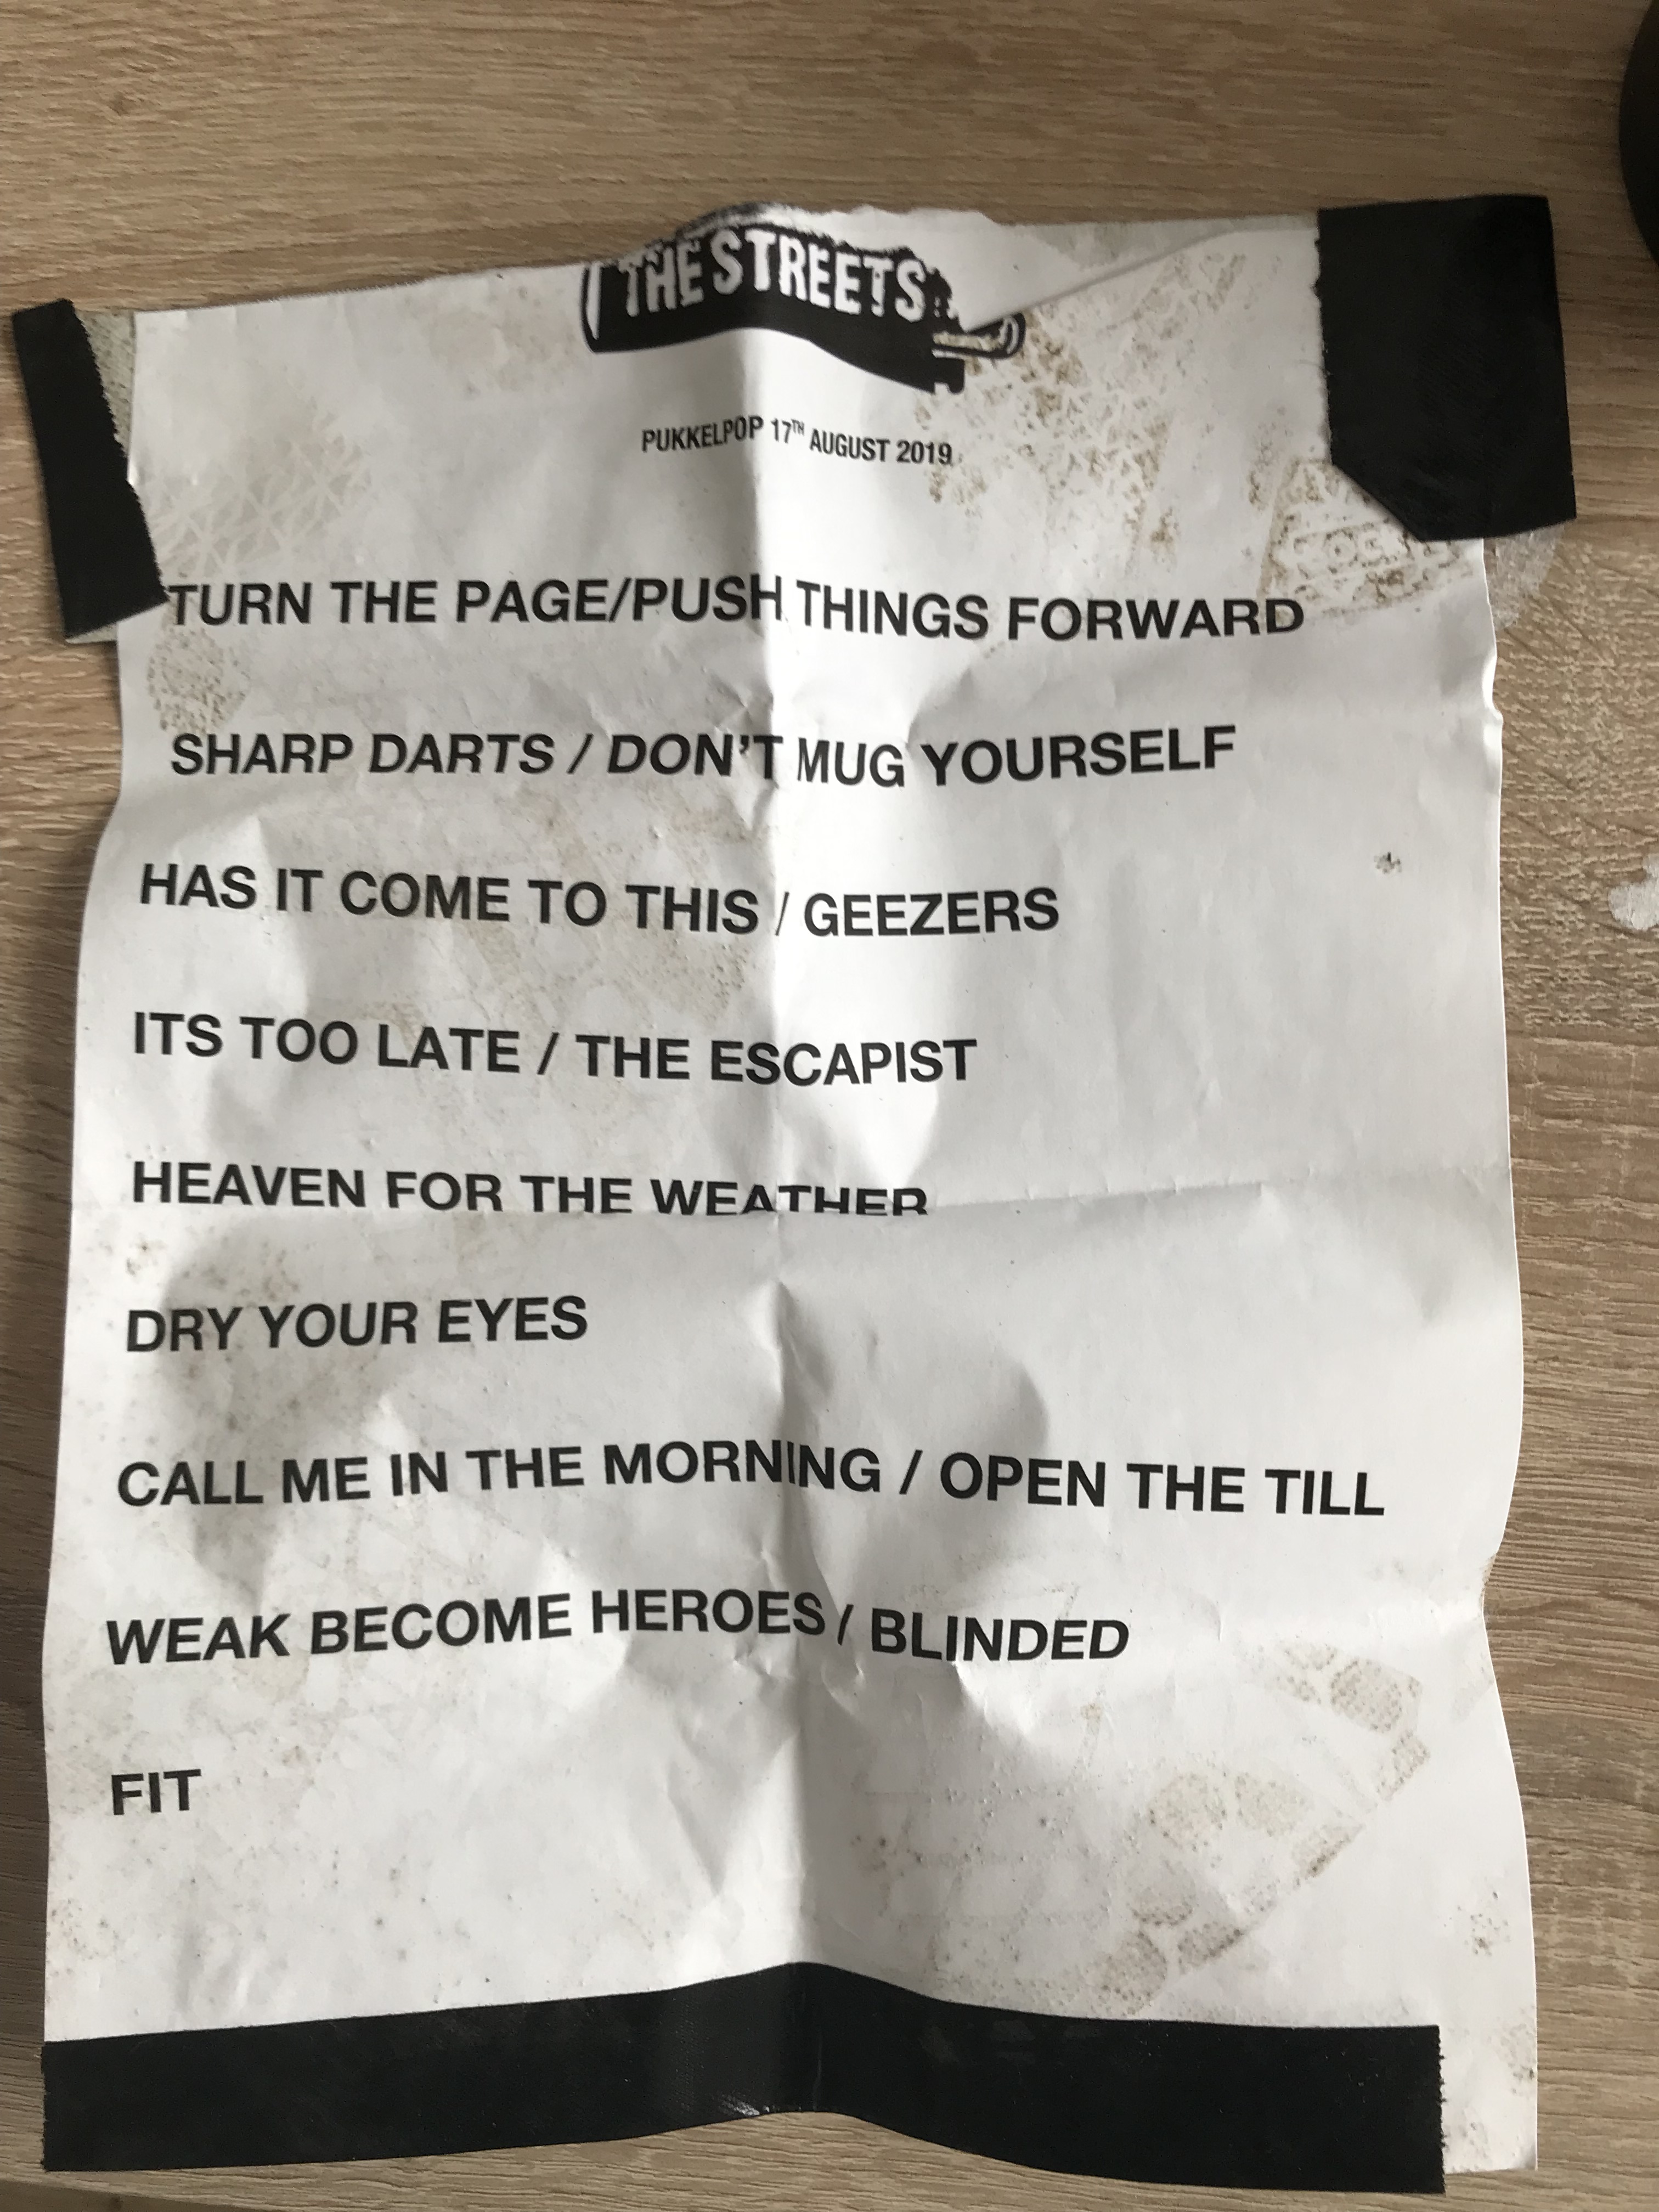 THE STREETS
PUKKELPOP 17TH AUGUST 2019
TURN THE PAGE/PUSH THINGS FORWARD
SHARP DARTS / DON'T MUG YOURSELF
HAS IT COME TO THIS / GEEZERS
ITS TOO LATE / THE ESCAPIST
HEAVEN FOR THE WEATHER
DRY YOUR EYES
CALL ME IN THE MORNING / OPEN THE TILL
WEAK BECOME HEROES / BLINDED
FIT